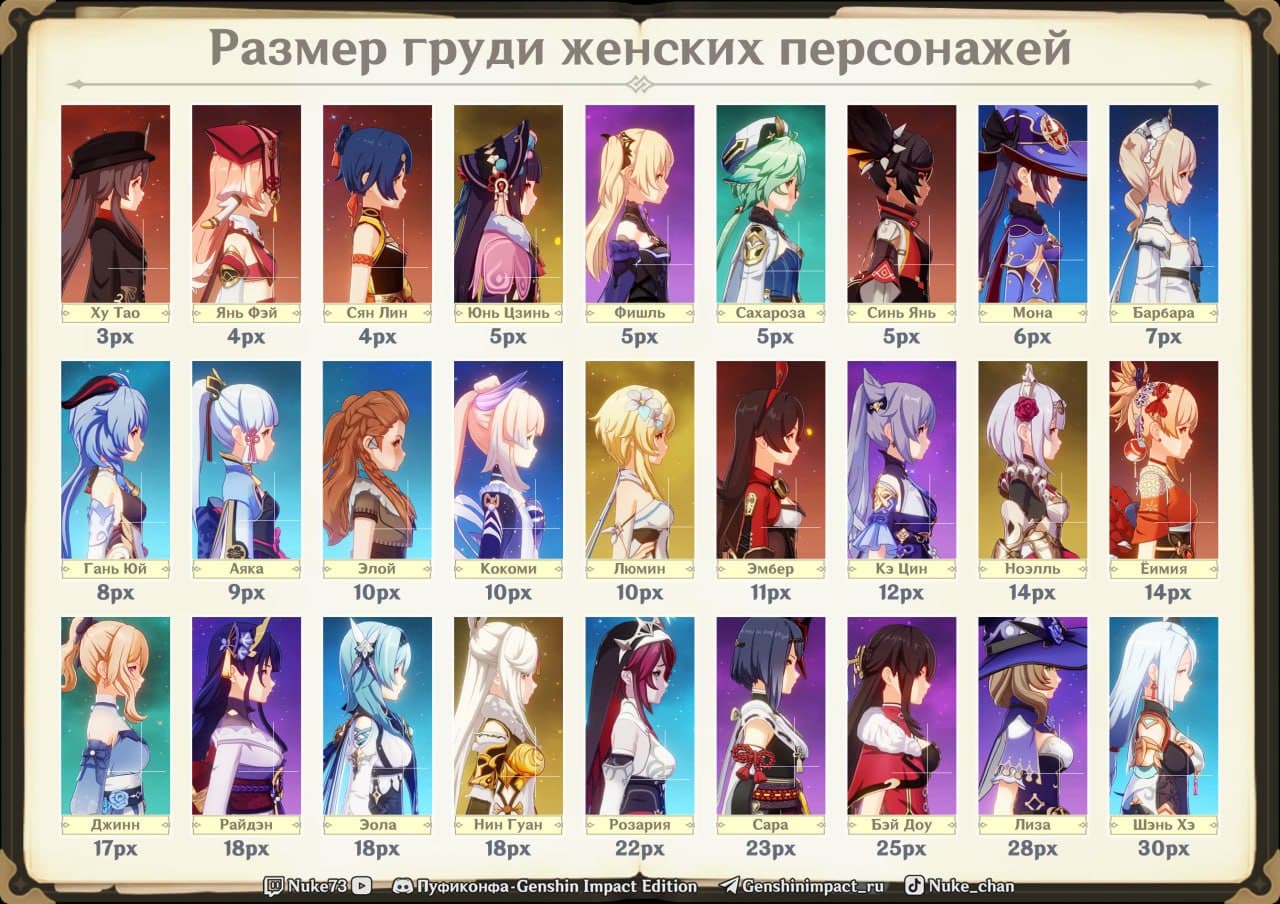 Размер груди женских персонажей
Ху Тао Янь Фэй Сян Лин Юнь Цзинь Фишль Сахароза Синь Янь Мона Барбара
3px 4px 4px 5px 5px 5px 5px 6px 7px
Гань Юй Аяка Элой Кокоми Люмин Эмбер Кэ Цин Ноэлль Ёимия
8px 9px 10px 10px 10px 11px 12px 14px 14px
Джинн Райдэн Эола Нин Гуан Розария Сара Бэй Доу Лиза Шэнь Хэ
17px 18px 18px 18px 22px 23px 25px 28px 30px
Nuke73 Пуфиконфа-Genshin Impact Edition Genshinimpact_ru Nuke_chan